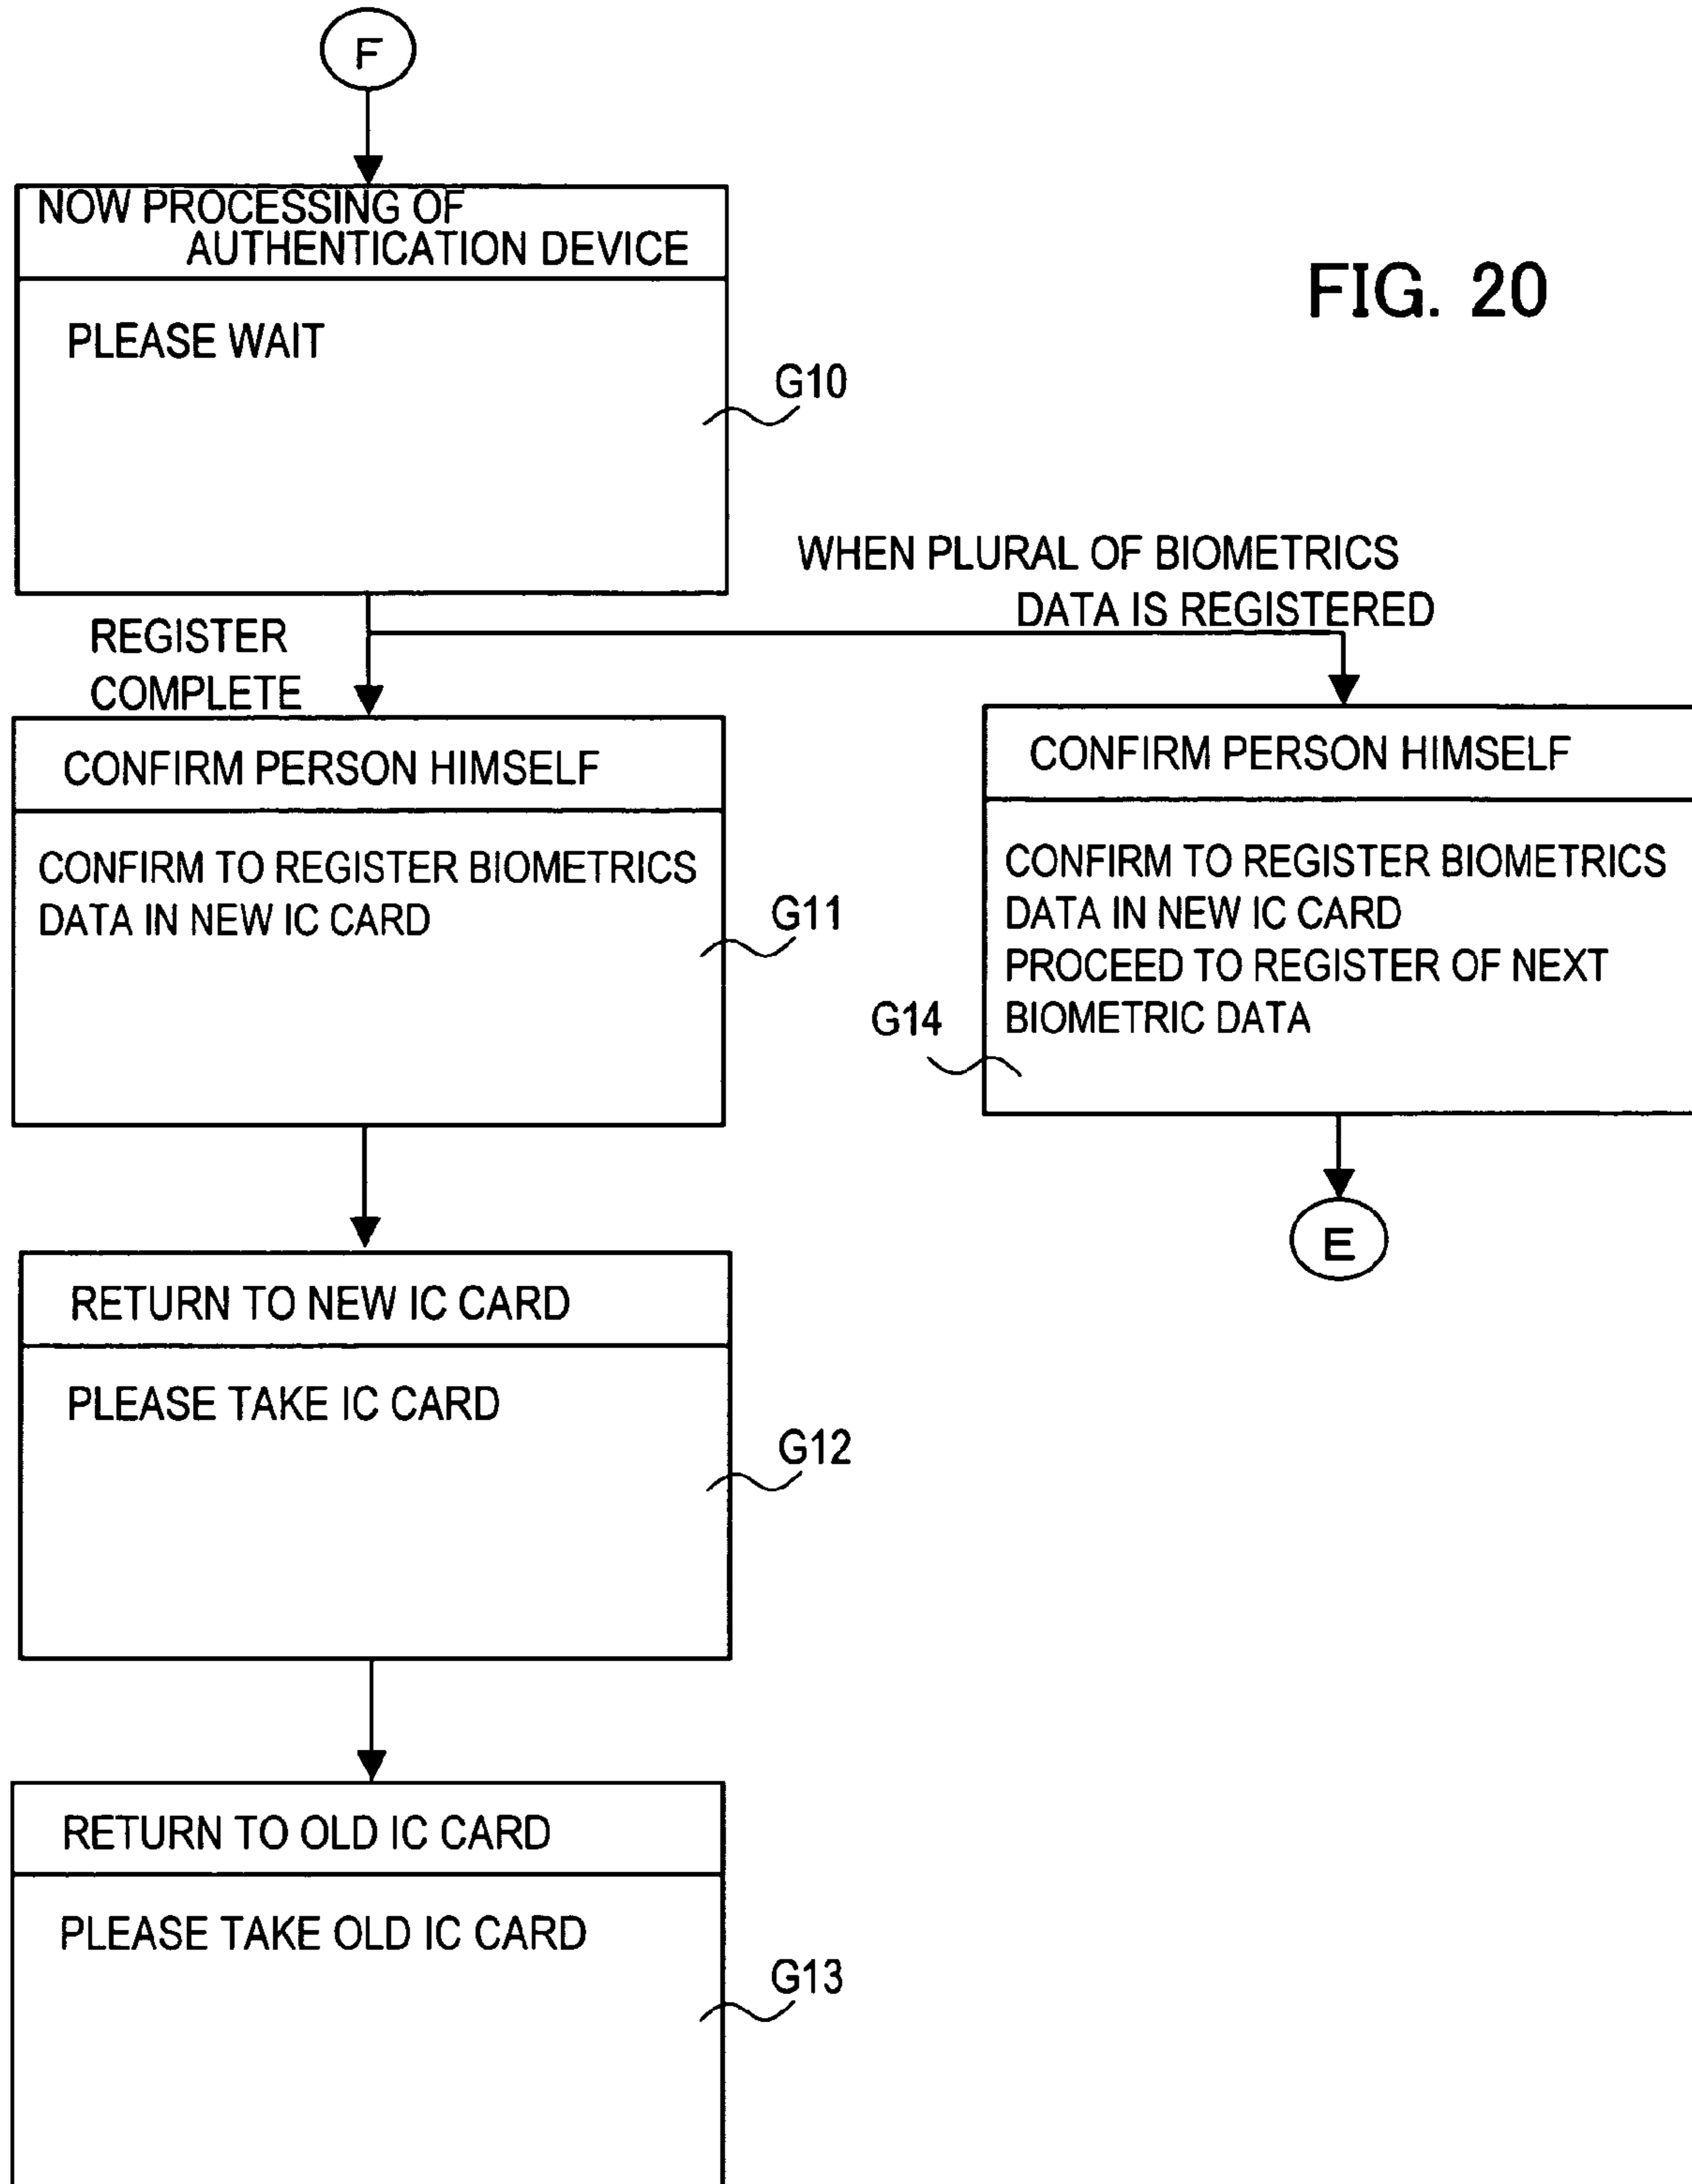 F
NOW PROCESSING OF
AUTHENTICATION DEVICE
FIG. 20
PLEASE WAIT
G10
WHEN PLURAL OF BIOMETRICS
DATA IS REGISTERED
REGISTER
COMPLETE
CONFIRM PERSON HIMSELF
CONFIRM TO REGISTER BIOMETRICS
DATA IN NEW IC CARD
G11
CONFIRM PERSON HIMSELF
CONFIRM TO REGISTER BIOMETRICS
DATA IN NEW IC CARD
PROCEED TO REGISTER OF NEXT
BIOMETRIC DATA
G14
E
RETURN TO NEW IC CARD
PLEASE TAKE IC CARD
G12
RETURN TO OLD IC CARD
PLEASE TAKE OLD IC CARD
G13